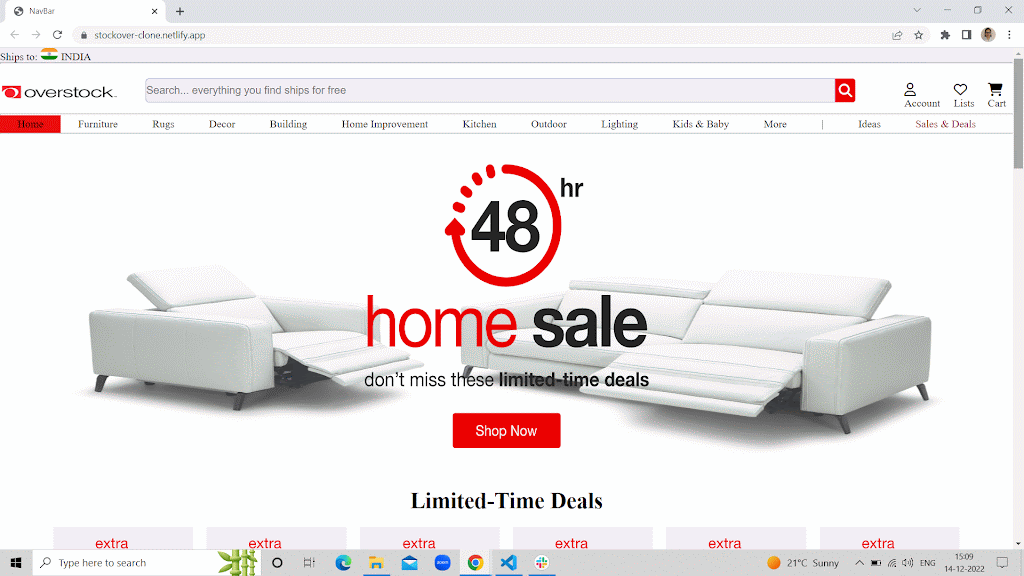 NavBar
stockover-clone.netlify.app
Ships to: INDIA
overstock.
Search... everything you find ships for free
Account Lists Cart
Home Furniture Rugs Decor Building Home Improvement Kitchen Outdoor Lighting Kids & Baby More | Ideas Sales & Deals
48 hr
home sale
don't miss these limited-time deals
Shop Now
Limited-Time Deals
extra extra extra extra extra extra
Type here to search
zoom
21°C Sunny
ENG
15:09
14-12-2022